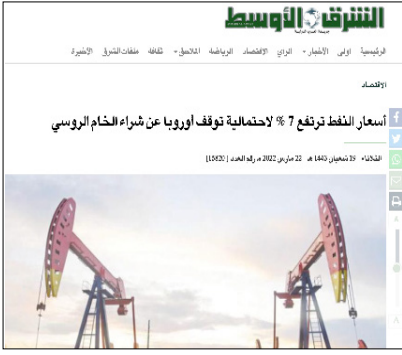 الشرق الأوسط
الرئيسية أولى الأخبار الرأي الاقتصاد الرياضة الملاحق ثقافة ملفات الشرق الأخيرة
الاقتصاد
أسعار النفط ترتفع 7 % لاحتمالية توقف أوروبا عن شراء الخام الروسي
الثلاثاء - 19 شعبان 1443 هـ - 22 مارس 2022 م رقم العدد [15820]